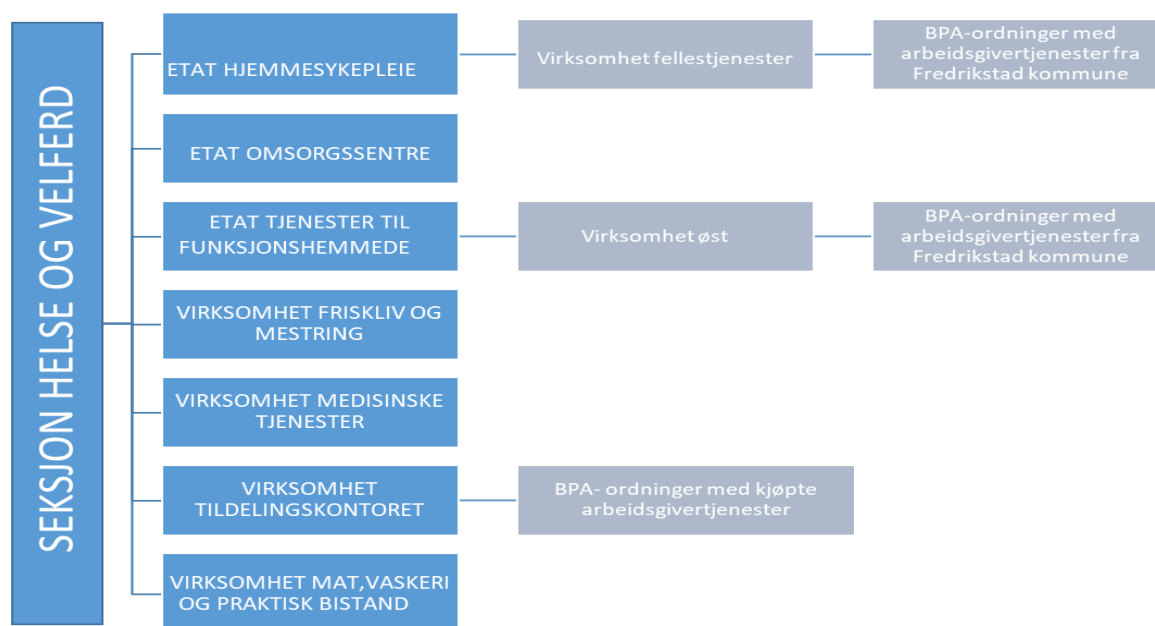 SEKSJON HELSE OG VELFERD
ETAT HJEMMESYKEPLEIE
Virksomhet fellestjenester
BPA-ordninger med
arbeidsgivertjenester fra
Fredrikstad kommune
ETAT OMSORGSSENTRE
ETAT TJENESTER TIL
FUNKSJONSHEMMEDE
Virksomhet øst
BPA-ordninger med
arbeidsgivertjenester fra
Fredrikstad kommune
VIRKSOMHET FRISKLIV OG
MESTRING
VIRKSOMHET MEDISINSKE
TJENESTER
VIRKSOMHET
TILDELINGSKONTORET
BPA- ordninger med kjøpte
arbeidsgivertjenester
VIRKSOMHET MAT,VASKERI
OG PRAKTISK BISTAND